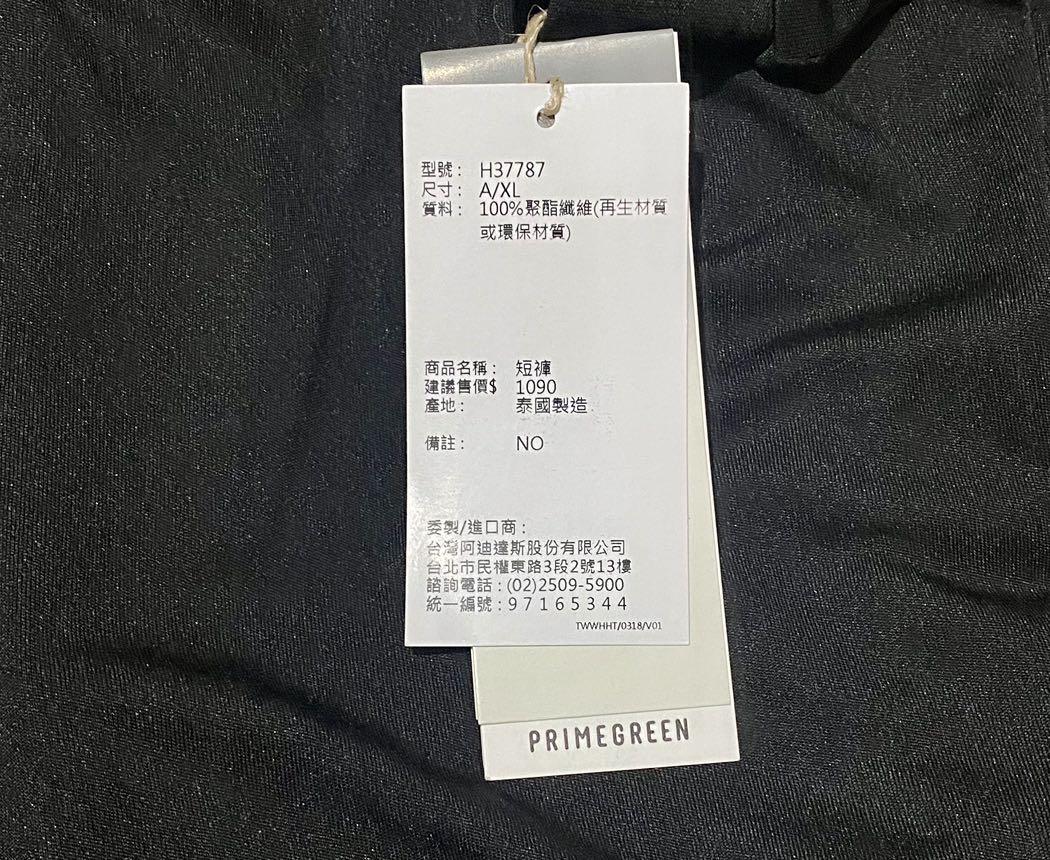 型號： H37787
尺寸： A/XL
質料： 100%聚酯纖維(再生材質
或環保材質)
商品名稱： 短褲
建議售價$ 1090
產地： 泰國製造
備註： NO
委製/進口商：
台灣阿迪達斯股份有限公司
台北市民權東路3段2號13樓
諮詢電話：(02)2509-5900
統一編號：97165344
TWWHHT/0318/V01
PRIMEGREEN